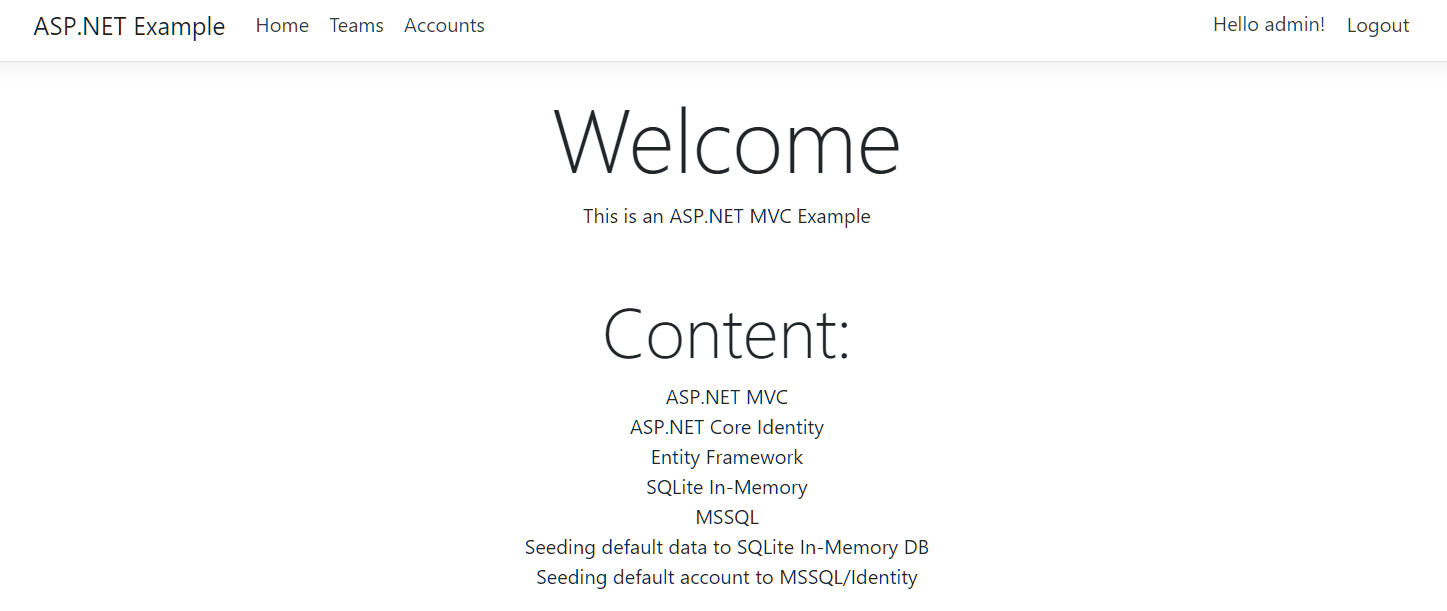 ASP.NET Example Home Teams Accounts Hello admin! Logout
Welcome
This is an ASP.NET MVC Example
Content:
ASP.NET MVC
ASP.NET Core Identity
Entity Framework
SQLite In-Memory
MSSQL
Seeding default data to SQLite In-Memory DB
Seeding default account to MSSQL/Identity